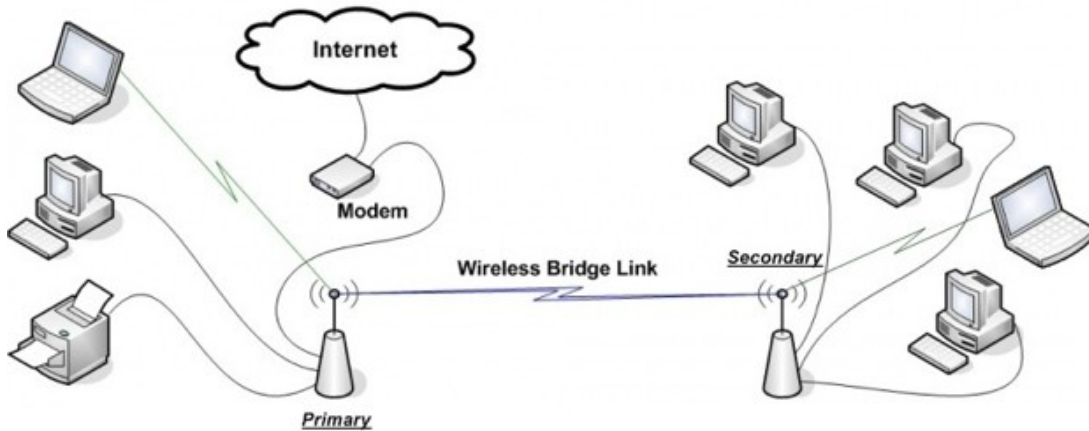 Internet
Modem
Secondary
Wireless Bridge Link
Primary